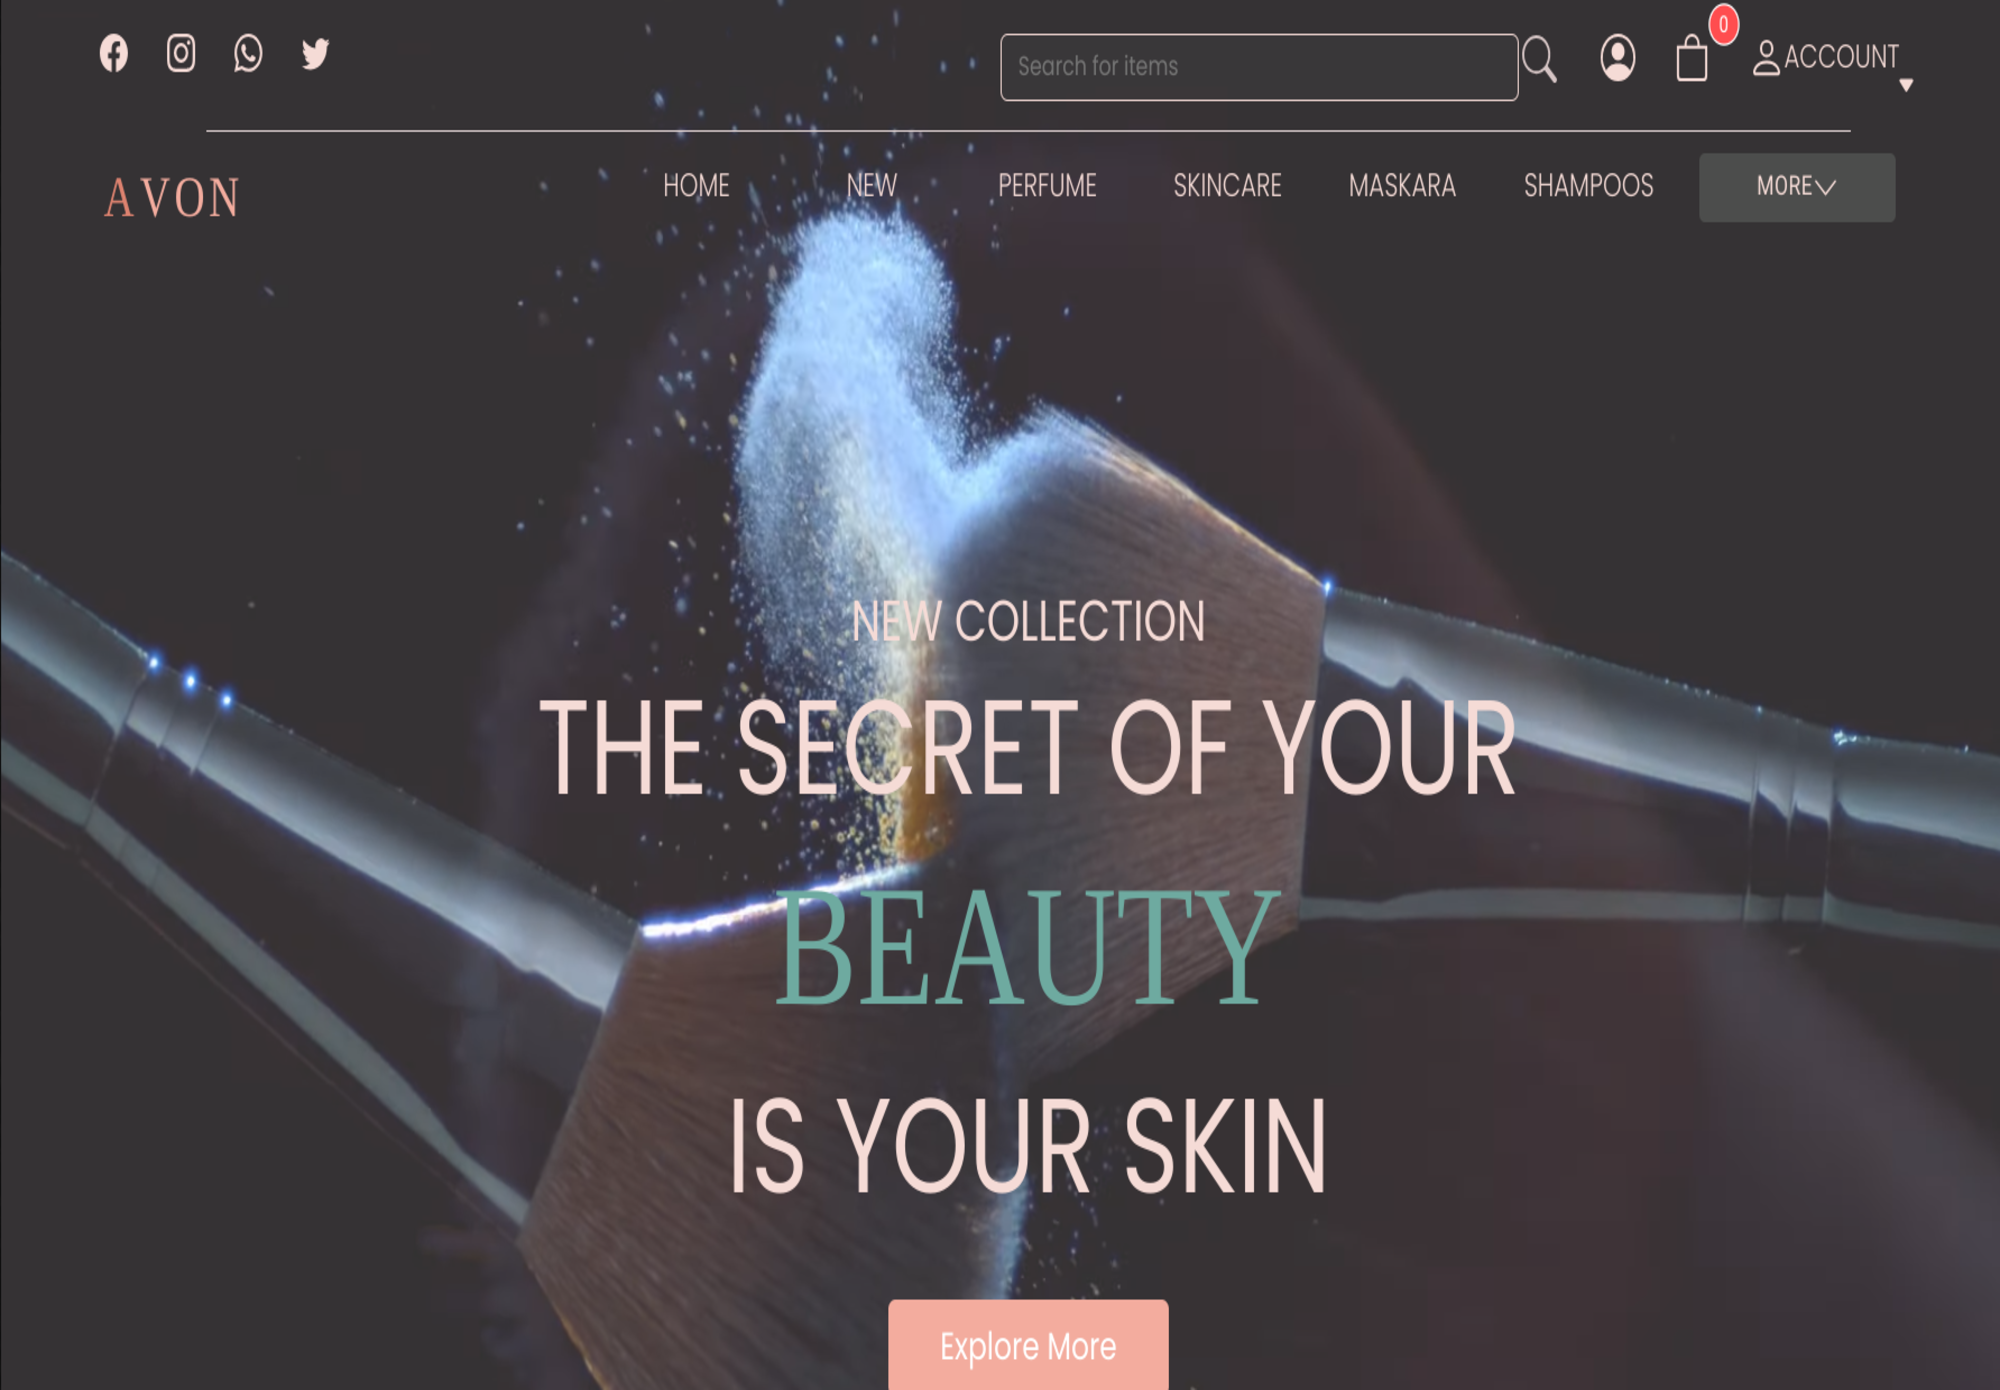 Search for items
0
ACCOUNT
AVON
HOME
NEW
PERFUME
SKINCARE
MASKARA
SHAMPOOS
MORE
NEW COLLECTION
THE SECRET OF YOUR
BEAUTY
IS YOUR SKIN
Explore More